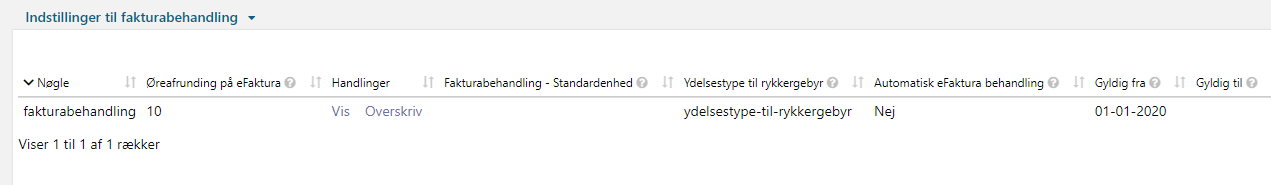 Indstillinger til fakturabehandling
Nøgle Øreafrunding på eFaktura Handlinger Fakturabehandling - Standardenhed Ydelsestype til rykkergebyr Automatisk eFaktura behandling Gyldig fra Gyldig til
fakturabehandling 10 Vis Overskriv ydelsestype-til-rykkergebyr Nej 01-01-2020
Viser 1 til 1 af 1 rækker